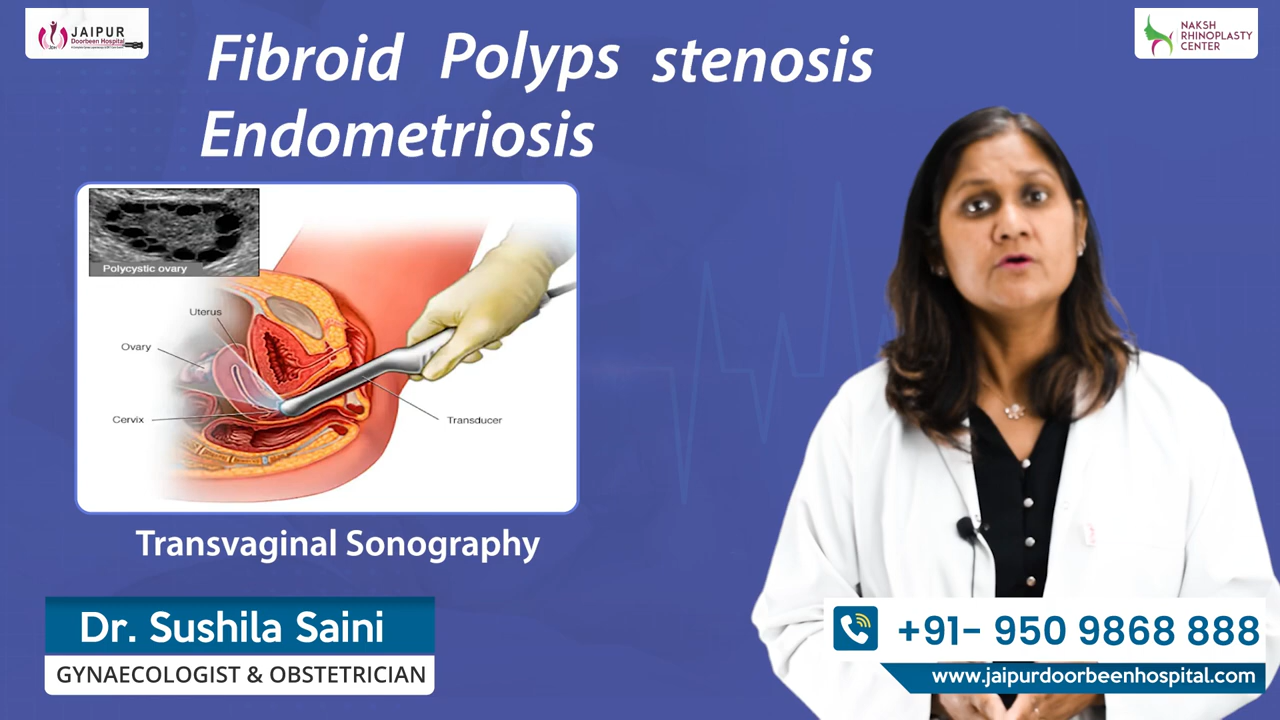 JAIPUR
Doorbeen Hospital
NAKSH
RHINOPLASTY
CENTER
Fibroid Polyps stenosis
Endometriosis
Polycystic ovary
Uterus
Ovary
Cervix
Transducer
Transvaginal Sonography
Dr. Sushila Saini
GYNAECOLOGIST & OBSTETRICIAN
+91- 950 9868 888
www.jaipurdoorbeenhospital.com